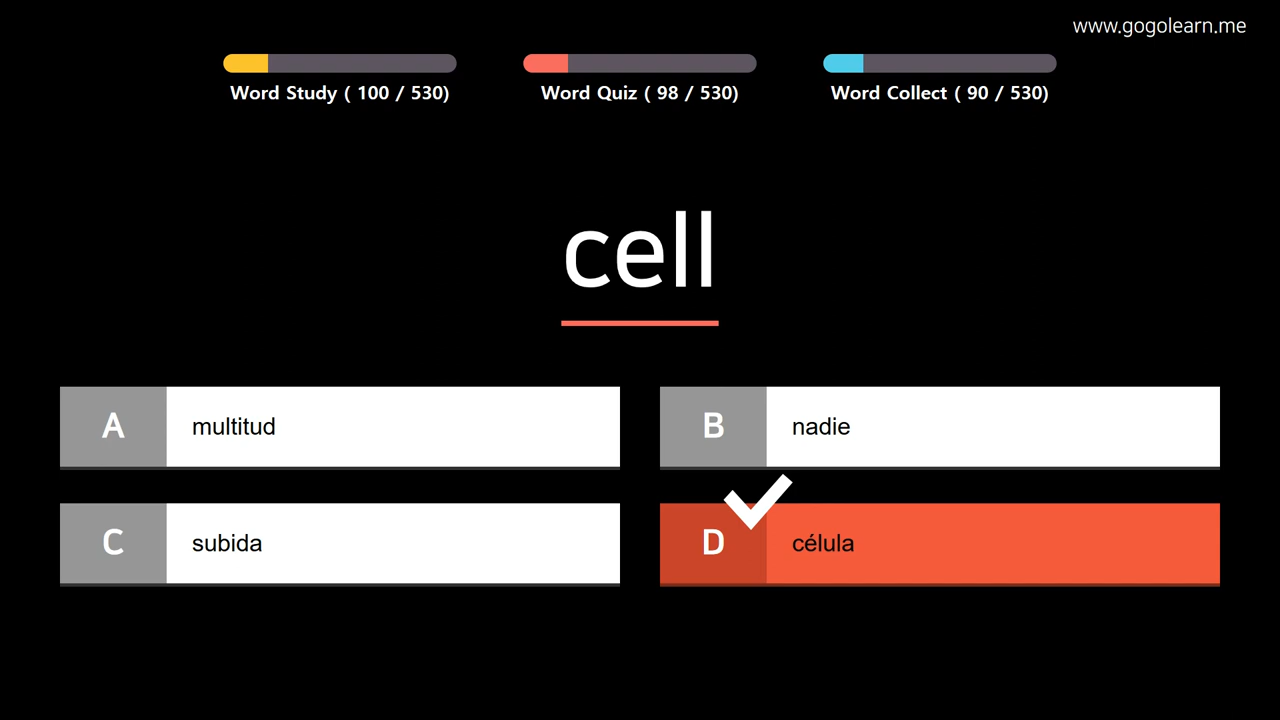 www.gogolearn.me
Word Study ( 100 / 530)
Word Quiz ( 98 / 530)
Word Collect ( 90 / 530)
cell
A multitud
B nadie
C subida
D célula